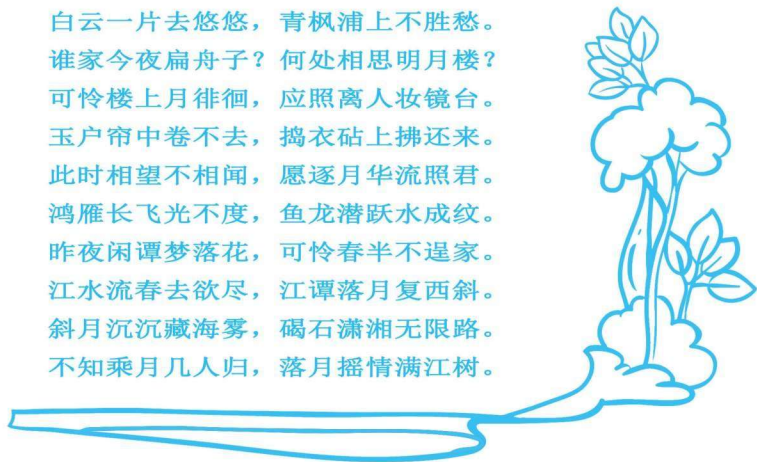 白云一片去悠悠，青枫浦上不胜愁。
谁家今夜扁舟子？何处相思明月楼？
可怜楼上月徘徊，应照离人妆镜台。
玉户帘中卷不去，捣衣砧上拂还来。
此时相望不相闻，愿逐月华流照君。
鸿雁长飞光不度，鱼龙潜跃水成纹。
昨夜闲谭梦落花，可怜春半不逞家。
江水流春去欲尽，江谭落月复西斜。
斜月沉沉藏海雾，碣石潇湘无限路。
不知乘月几人归，落月摇情满江树。